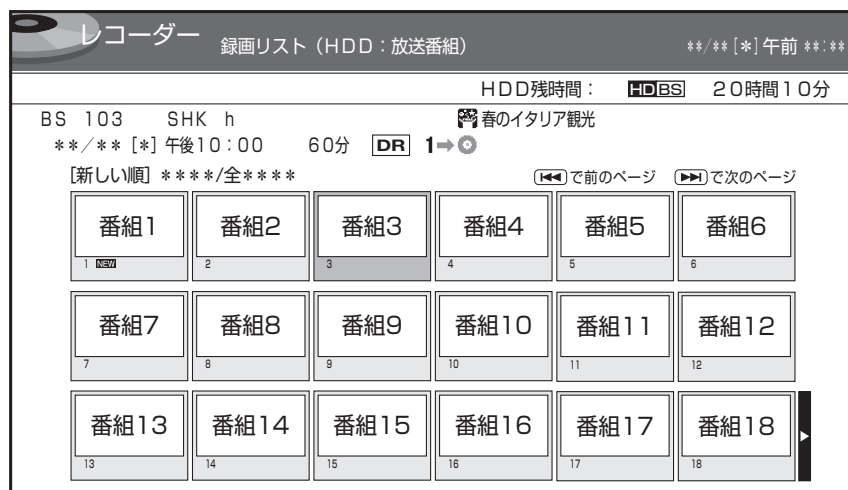 レコーダー 録画リスト（HDD：放送番組） **/**[*]午前 **:**
HDD残時間： HD BS 20時間10分
BS 103 SHK h 春のイタリア観光
**/** [*] 午後10:00 60分 DR 1➡
[新しい順] ****/全**** ⏮で前のページ ⏭で次のページ
番組1 番組2 番組3 番組4 番組5 番組6
1 NEW 2 3 4 5 6
番組7 番組8 番組9 番組10 番組11 番組12
7 8 9 10 11 12
番組13 番組14 番組15 番組16 番組17 番組18
13 14 15 16 17 18